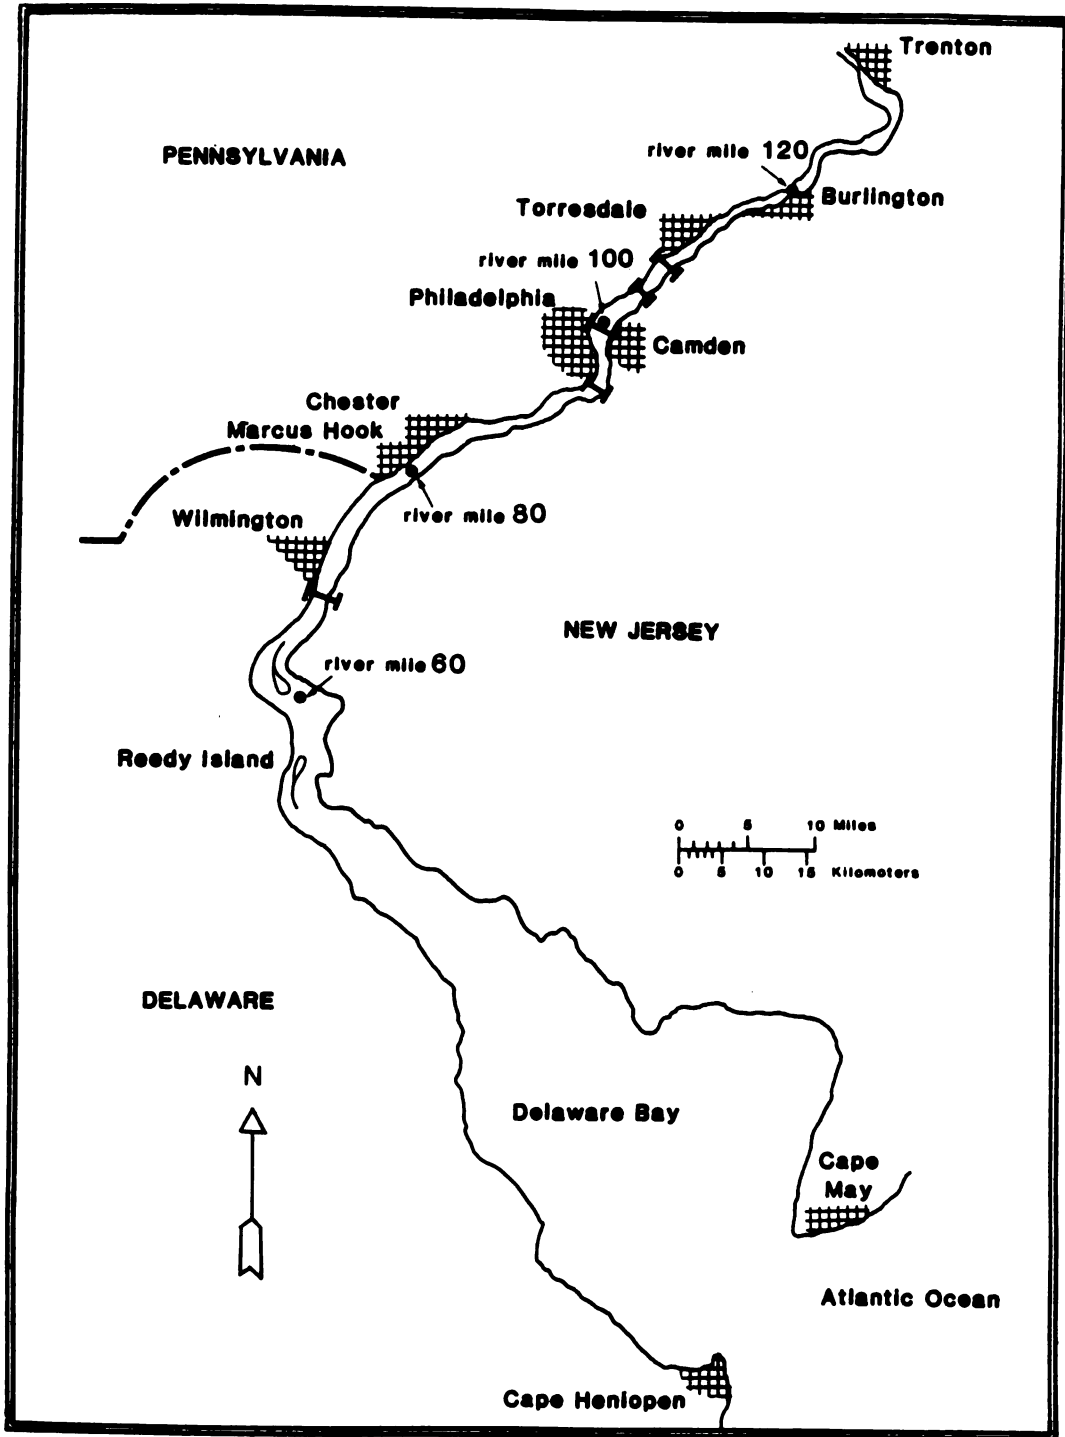 Trenton
PENNSYLVANIA
river mile 120
Burlington
Torresdale
river mile 100
Philadelphia
Camden
Chester
Marcus Hook
river mile 80
Wilmington
NEW JERSEY
river mile 60
Reedy Island
0 5 10 Miles
0 5 10 15 Kilometers
DELAWARE
N
Delaware Bay
Cape
May
Atlantic Ocean
Cape Henlopen